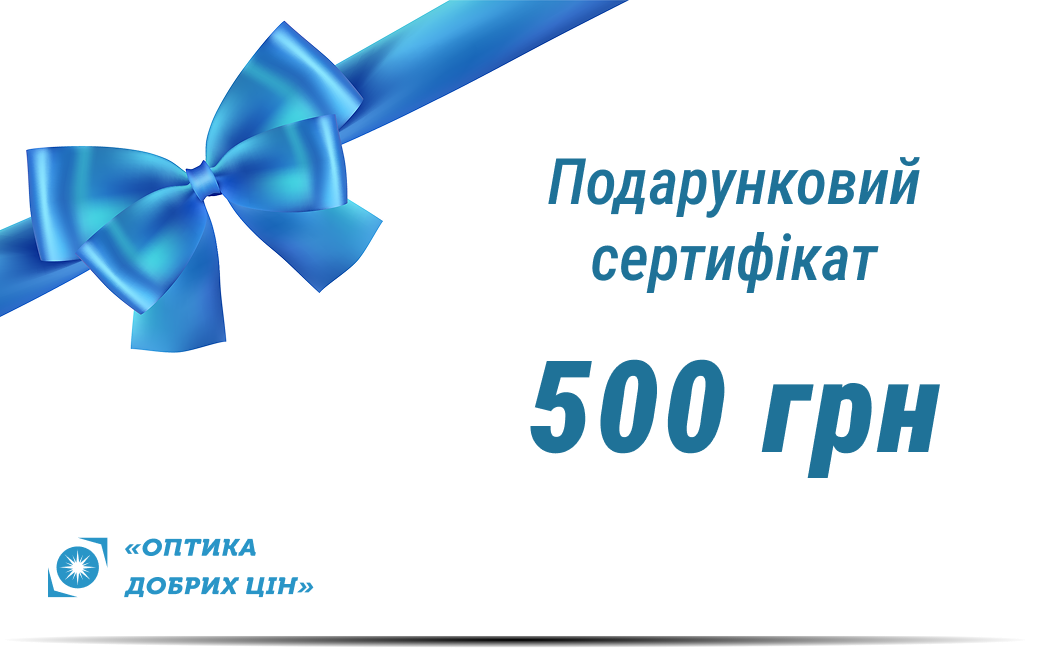 Подарунковий
сертифікат
500 грн
«ОПТИКА
ДОБРИХ ЦІН»